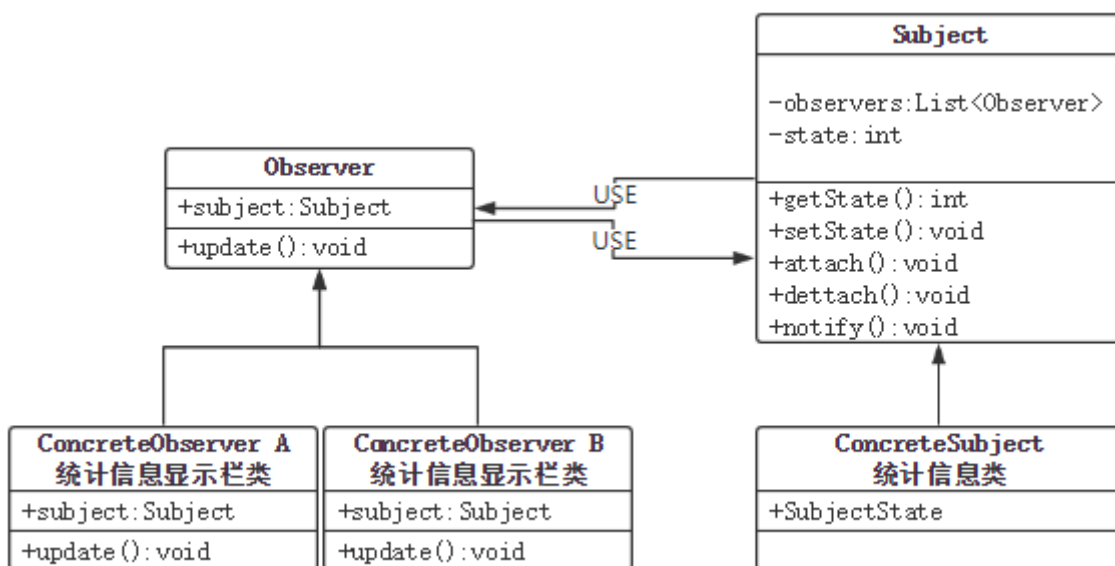 Subject
-observers:List<Observer>
-state:int
+getState():int
+setState():void
+attach():void
+dettach():void
+notify():void
Observer
+subject:Subject
+update():void
USE
USE
ConcreteObserver A
统计信息显示栏类
+subject:Subject
+update():void
ConcreteObserver B
统计信息显示栏类
+subject:Subject
+update():void
ConcreteSubject
统计信息类
+SubjectState